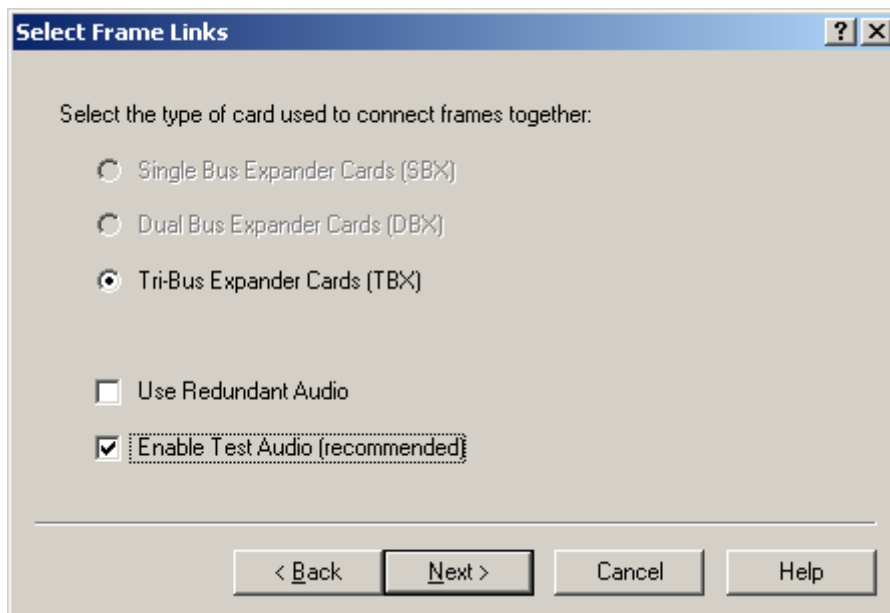 Select Frame Links
Select the type of card used to connect frames together:
Single Bus Expander Cards (SBX)
Dual Bus Expander Cards (DBX)
Tri-Bus Expander Cards (TBX)
Use Redundant Audio
Enable Test Audio (recommended)
< Back Next > Cancel Help